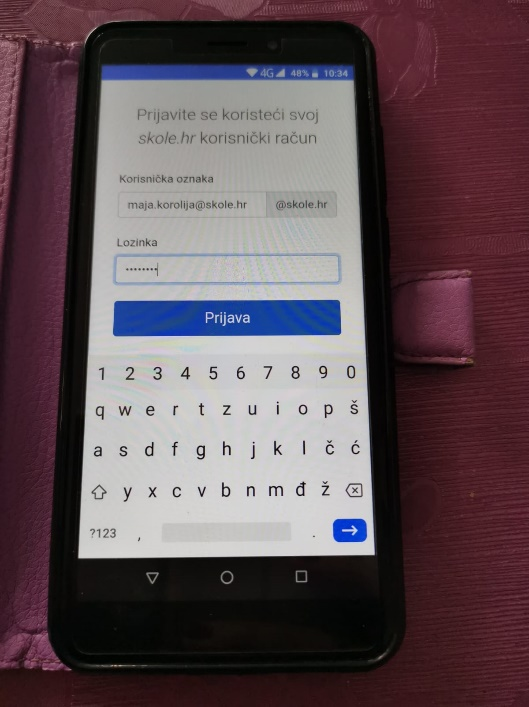 4G 48% 10:34
Prijavite se koristeći svoj
skole.hr korisnički račun
Korisnička oznaka
maja.korolija@skole.hr @skole.hr
Lozinka
••••••••
Prijava
1 2 3 4 5 6 7 8 9 0
q w e r t z u i o p š
a s d f g h j k l č ć
y x c v b n m đ ž
?123 , .